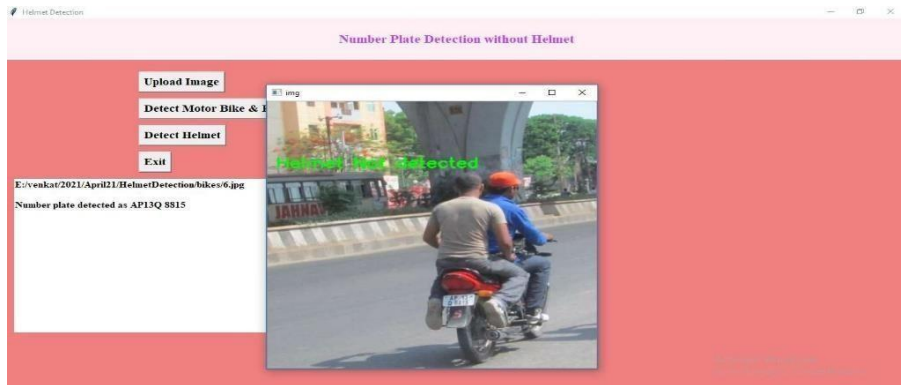 Helmet Detection
Number Plate Detection without Helmet
Upload Image
Detect Motor Bike &
Detect Helmet
Exit
E:/venkat/2021/April21/HelmetDetection/bikes/6.jpg
Number plate detected as AP13Q 8815
img
Helmet Not detected
JAHNAV